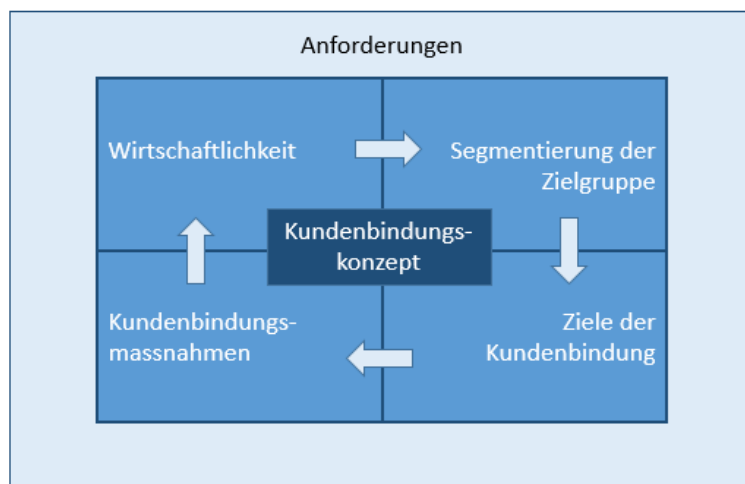 Anforderungen
Wirtschaftlichkeit
Segmentierung der
Zielgruppe
Kundenbindungs-
konzept
Kundenbindungs-
massnahmen
Ziele der
Kundenbindung